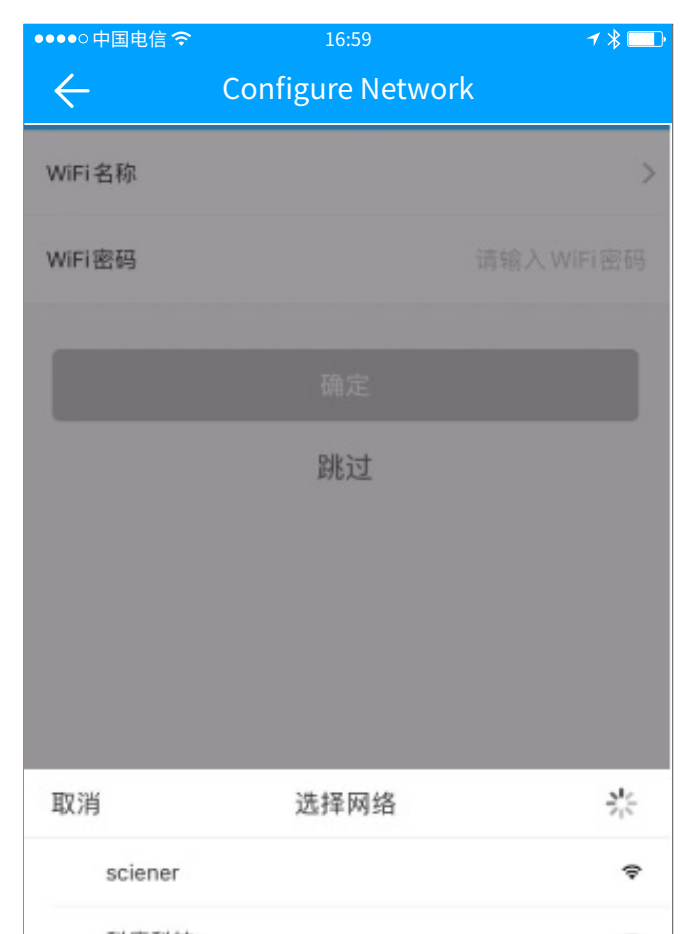 中国电信 16:59
Configure Network
WiFi名称
WiFi密码 请输入WiFi密码
确定
跳过
取消 选择网络
sciener